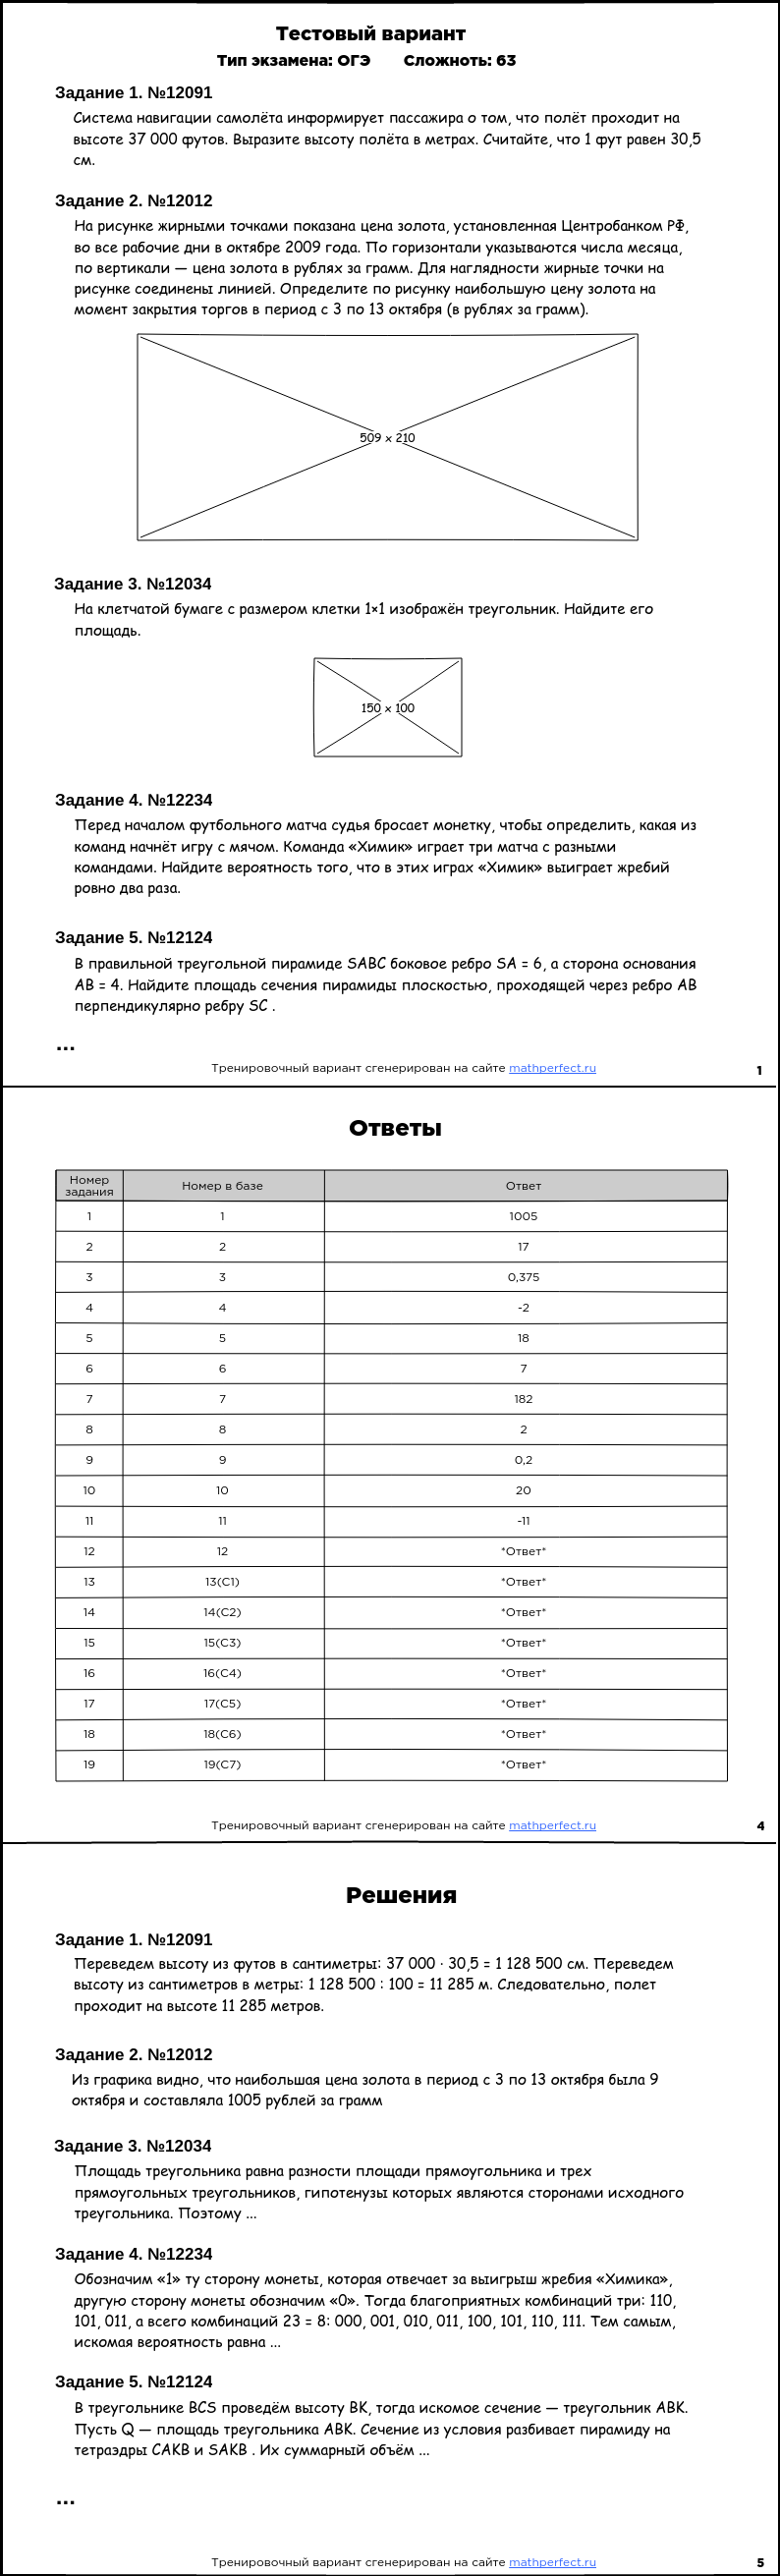 Тестовый вариант
Тип экзамена: ОГЭ Сложноть: 63
Задание 1. №12091
Система навигации самолёта информирует пассажира о том, что полёт проходит на
высоте 37 000 футов. Выразите высоту полёта в метрах. Считайте, что 1 фут равен 30,5
см.
Задание 2. №12012
На рисунке жирными точками показана цена золота, установленная Центробанком РФ,
во все рабочие дни в октябре 2009 года. По горизонтали указываются числа месяца,
по вертикали — цена золота в рублях за грамм. Для наглядности жирные точки на
рисунке соединены линией. Определите по рисунку наибольшую цену золота на
момент закрытия торгов в период с 3 по 13 октября (в рублях за грамм).
509 x 210
Задание 3. №12034
На клетчатой бумаге с размером клетки 1×1 изображён треугольник. Найдите его
площадь.
150 x 100
Задание 4. №12234
Перед началом футбольного матча судья бросает монетку, чтобы определить, какая из
команд начнёт игру с мячом. Команда «Химик» играет три матча с разными
командами. Найдите вероятность того, что в этих играх «Химик» выиграет жребий
ровно два раза.
Задание 5. №12124
В правильной треугольной пирамиде SABC боковое ребро SA = 6, а сторона основания
AB = 4. Найдите площадь сечения пирамиды плоскостью, проходящей через ребро AB
перпендикулярно ребру SC .
...
Тренировочный вариант сгенерирован на сайте mathperfect.ru 1
Ответы
Номер
задания Номер в базе Ответ
1 1 1005
2 2 17
3 3 0,375
4 4 -2
5 5 18
6 6 7
7 7 182
8 8 2
9 9 0,2
10 10 20
11 11 -11
12 12 *Ответ*
13 13(С1) *Ответ*
14 14(С2) *Ответ*
15 15(С3) *Ответ*
16 16(С4) *Ответ*
17 17(С5) *Ответ*
18 18(С6) *Ответ*
19 19(С7) *Ответ*
Тренировочный вариант сгенерирован на сайте mathperfect.ru 4
Решения
Задание 1. №12091
Переведем высоту из футов в сантиметры: 37 000 · 30,5 = 1 128 500 см. Переведем
высоту из сантиметров в метры: 1 128 500 : 100 = 11 285 м. Следовательно, полет
проходит на высоте 11 285 метров.
Задание 2. №12012
Из графика видно, что наибольшая цена золота в период с 3 по 13 октября была 9
октября и составляла 1005 рублей за грамм
Задание 3. №12034
Площадь треугольника равна разности площади прямоугольника и трех
прямоугольных треугольников, гипотенузы которых являются сторонами исходного
треугольника. Поэтому ...
Задание 4. №12234
Обозначим «1» ту сторону монеты, которая отвечает за выигрыш жребия «Химика»,
другую сторону монеты обозначим «0». Тогда благоприятных комбинаций три: 110,
101, 011, а всего комбинаций 23 = 8: 000, 001, 010, 011, 100, 101, 110, 111. Тем самым,
искомая вероятность равна ...
Задание 5. №12124
В треугольнике BCS проведём высоту BK, тогда искомое сечение — треугольник ABK.
Пусть Q — площадь треугольника ABK. Сечение из условия разбивает пирамиду на
тетраэдры CAKB и SAKB . Их суммарный объём ...
...
Тренировочный вариант сгенерирован на сайте mathperfect.ru 5